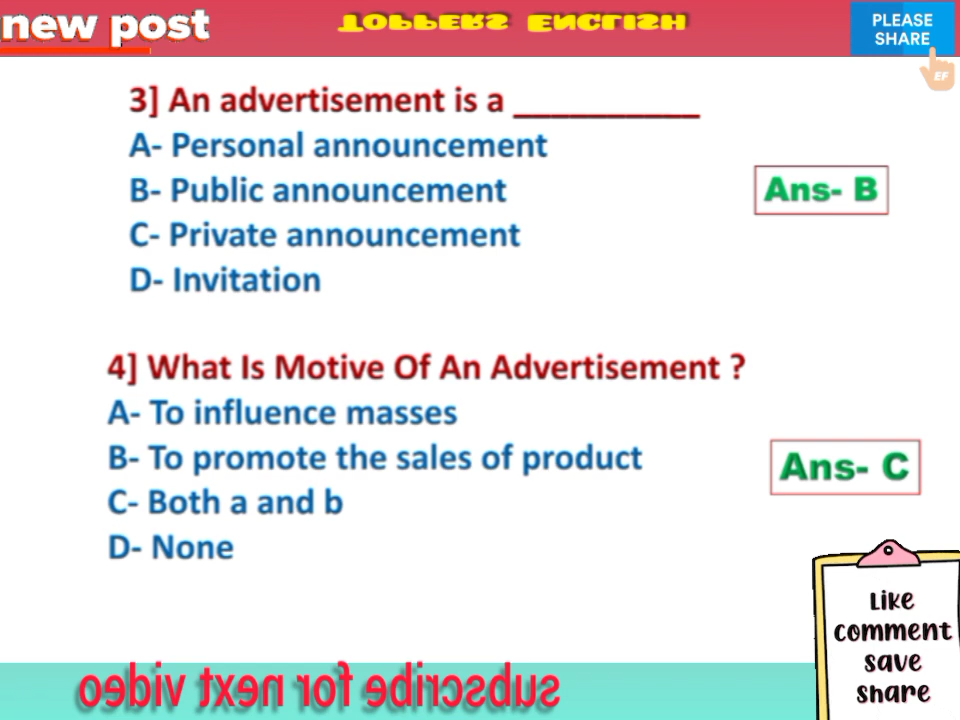 new post
TOPPERS ENGLISH
PLEASE
SHARE
EF
3] An advertisement is a __________
A- Personal announcement
B- Public announcement
Ans- B
C- Private announcement
D- Invitation
4] What Is Motive Of An Advertisement ?
A- To influence masses
B- To promote the sales of product
Ans- C
C- Both a and b
D- None
Like
comment
save
share
subscribe for next video